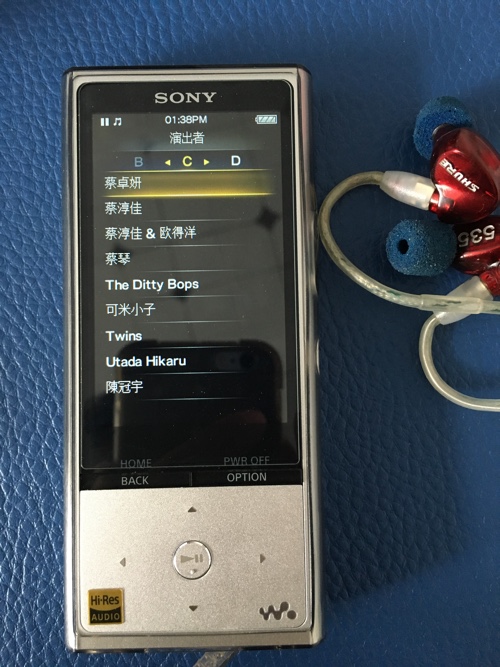 SONY
01:38PM
演出者
B C D
蔡卓妍
蔡淳佳
蔡淳佳 & 欧得洋
蔡琴
The Ditty Bops
可米小子
Twins
Utada Hikaru
陳冠宇
HOME PWR OFF
BACK OPTION
Hi-Res
AUDIO
SHURE
535